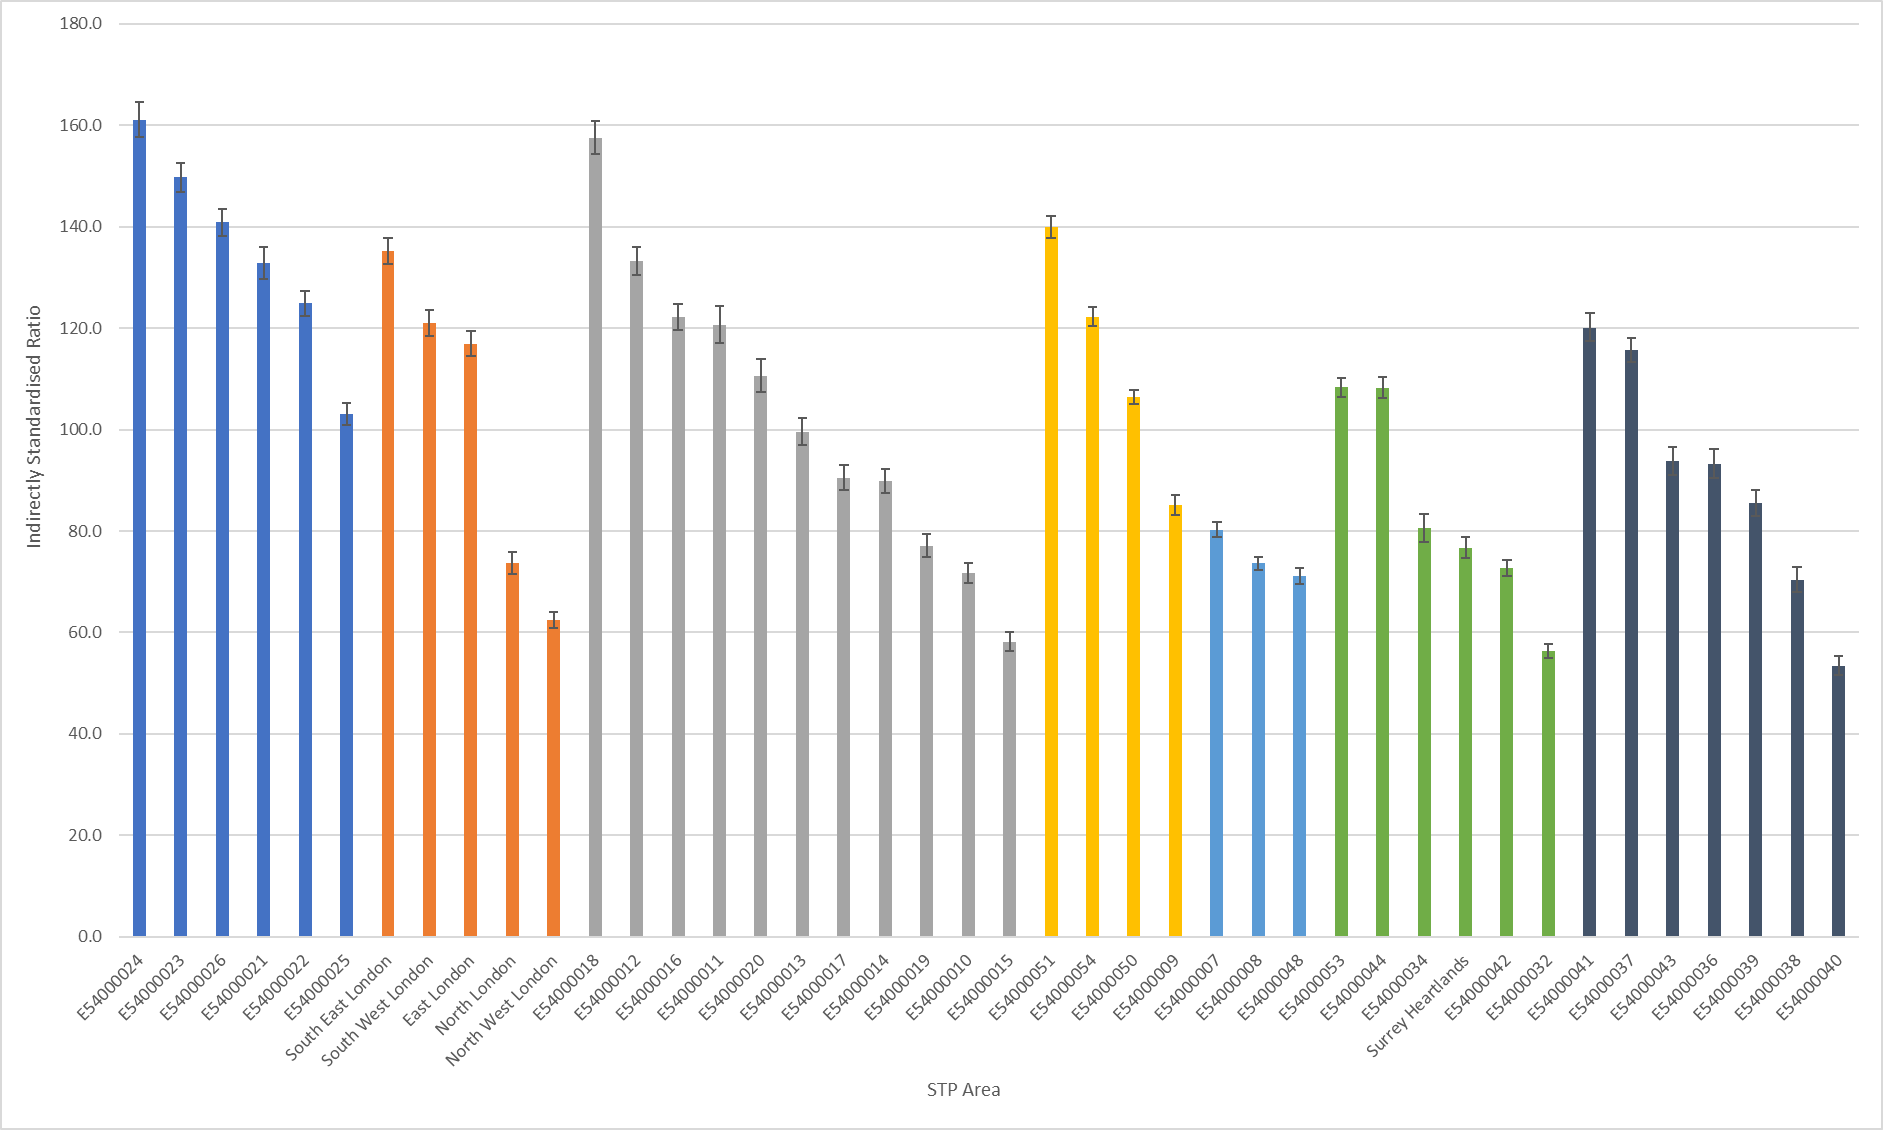 180.0
160.0
140.0
120.0
100.0
80.0
60.0
40.0
20.0
0.0
Indirectly Standardised Ratio
E54000024
E54000023
E54000026
E54000021
E54000022
E54000025
South East London
South West London
East London
North London
North West London
E54000018
E54000012
E54000016
E54000011
E54000020
E54000013
E54000017
E54000014
E54000019
E54000010
E54000015
E54000051
E54000054
E54000050
E54000009
E54000007
E54000008
E54000048
E54000053
E54000044
E54000034
Surrey Heartlands
E54000042
E54000032
E54000041
E54000037
E54000043
E54000036
E54000039
E54000038
E54000040
STP Area